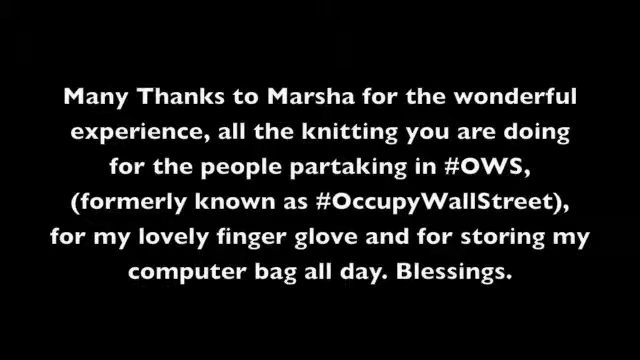 Many Thanks to Marsha for the wonderful
experience, all the knitting you are doing
for the people partaking in #OWS,
(formerly known as #OccupyWallStreet),
for my lovely finger glove and for storing my
computer bag all day. Blessings.